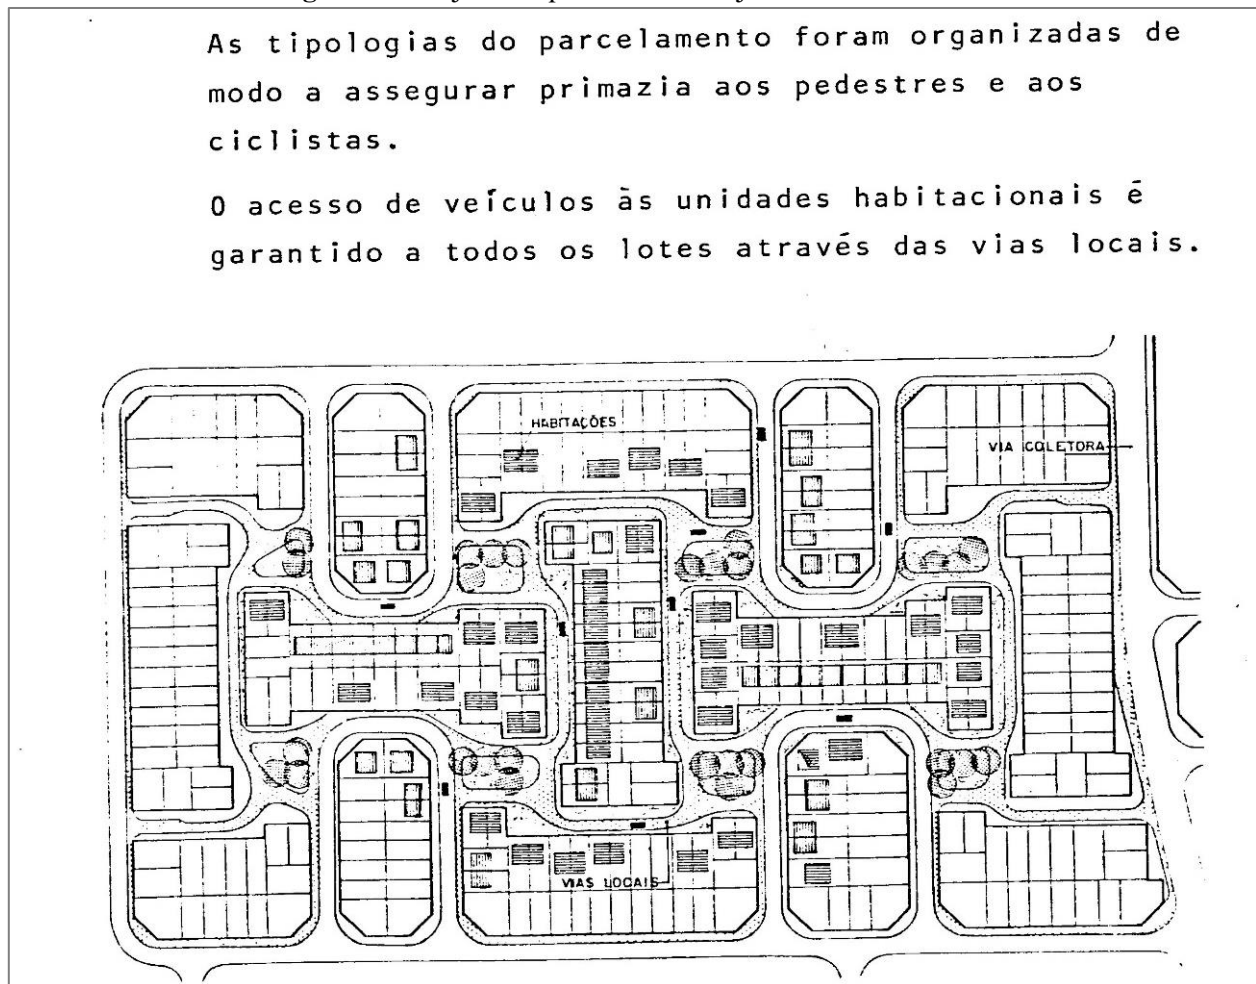 As tipologias do parcelamento foram organizadas de
modo a assegurar primazia aos pedestres e aos
ciclistas.
O acesso de veículos às unidades habitacionais é
garantido a todos os lotes através das vias locais.
HABITAÇÕES
VIA COLETORA
VIAS LOCAIS